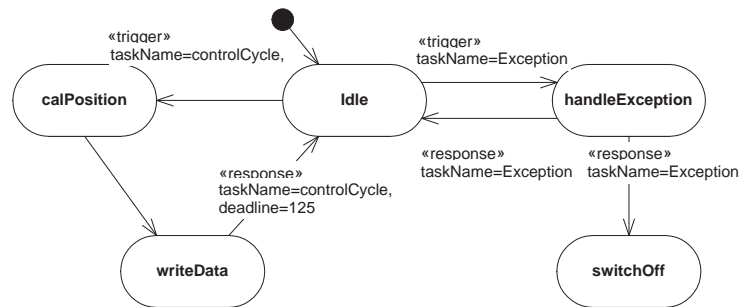 «trigger»
taskName=controlCycle,
«trigger»
taskName=Exception
calPosition
Idle
handleException
«response»
taskName=controlCycle,
deadline=125
«response»
taskName=Exception
«response»
taskName=Exception
writeData
switchOff